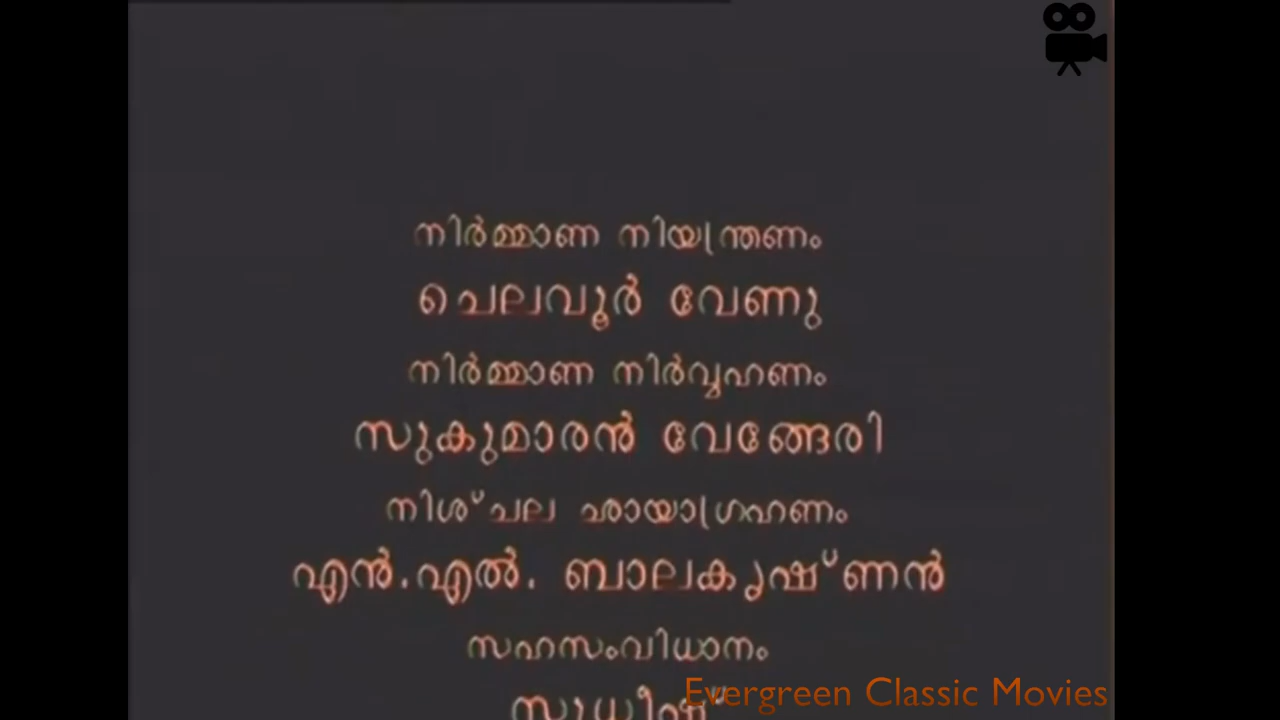 നിർമ്മാണ നിയന്ത്രണം
ചെലവൂർ വേണു
നിർമ്മാണ നിർവ്വഹണം
സുകുമാരൻ വേങ്ങേരി
നിശ്ചല ഛായാഗ്രഹണം
എൻ.എൽ. ബാലകൃഷ്ണൻ
സഹസംവിധാനം
Evergreen Classic Movies